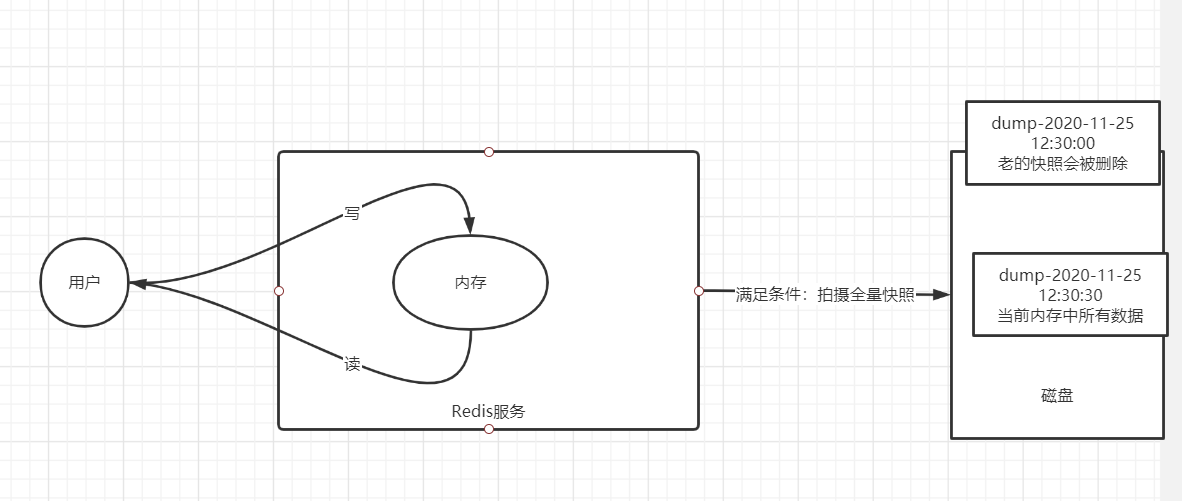 用户
写
读
内存
Redis服务
满足条件：拍摄全量快照
dump-2020-11-25
12:30:00
老的快照会被删除
dump-2020-11-25
12:30:30
当前内存中所有数据
磁盘